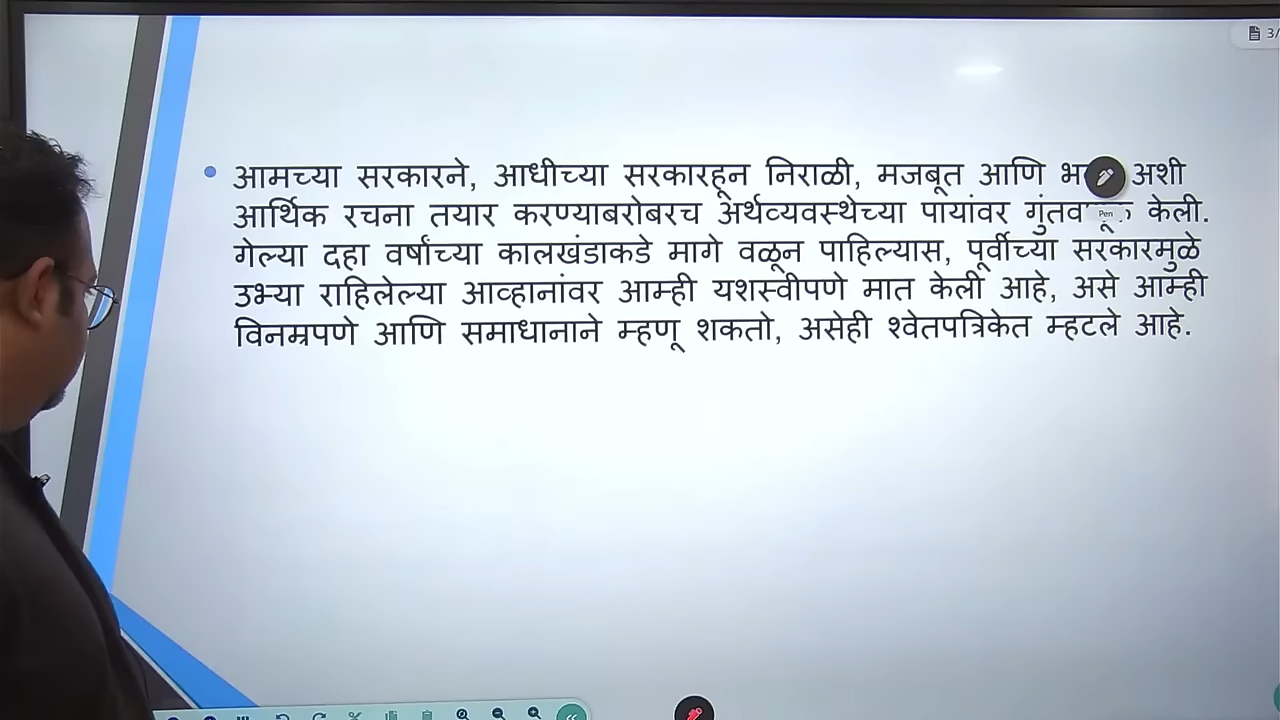 आमच्या सरकारने, आधीच्या सरकारहून निराळी, मजबूत आणि अशी
आर्थिक रचना तयार करण्याबरोबरच अर्थव्यवस्थेच्या पायांवर केली.
गेल्या दहा वर्षांच्या कालखंडाकडे मागे वळून पाहिल्यास, पूर्वीच्या सरकारमुळे
उभ्या राहिलेल्या आव्हानांवर आम्ही यशस्वीपणे मात केली आहे, असे आम्ही
विनम्रपणे आणि समाधानाने म्हणू शकतो, असेही श्वेतपत्रिकेत म्हटले आहे.
Pen
3/